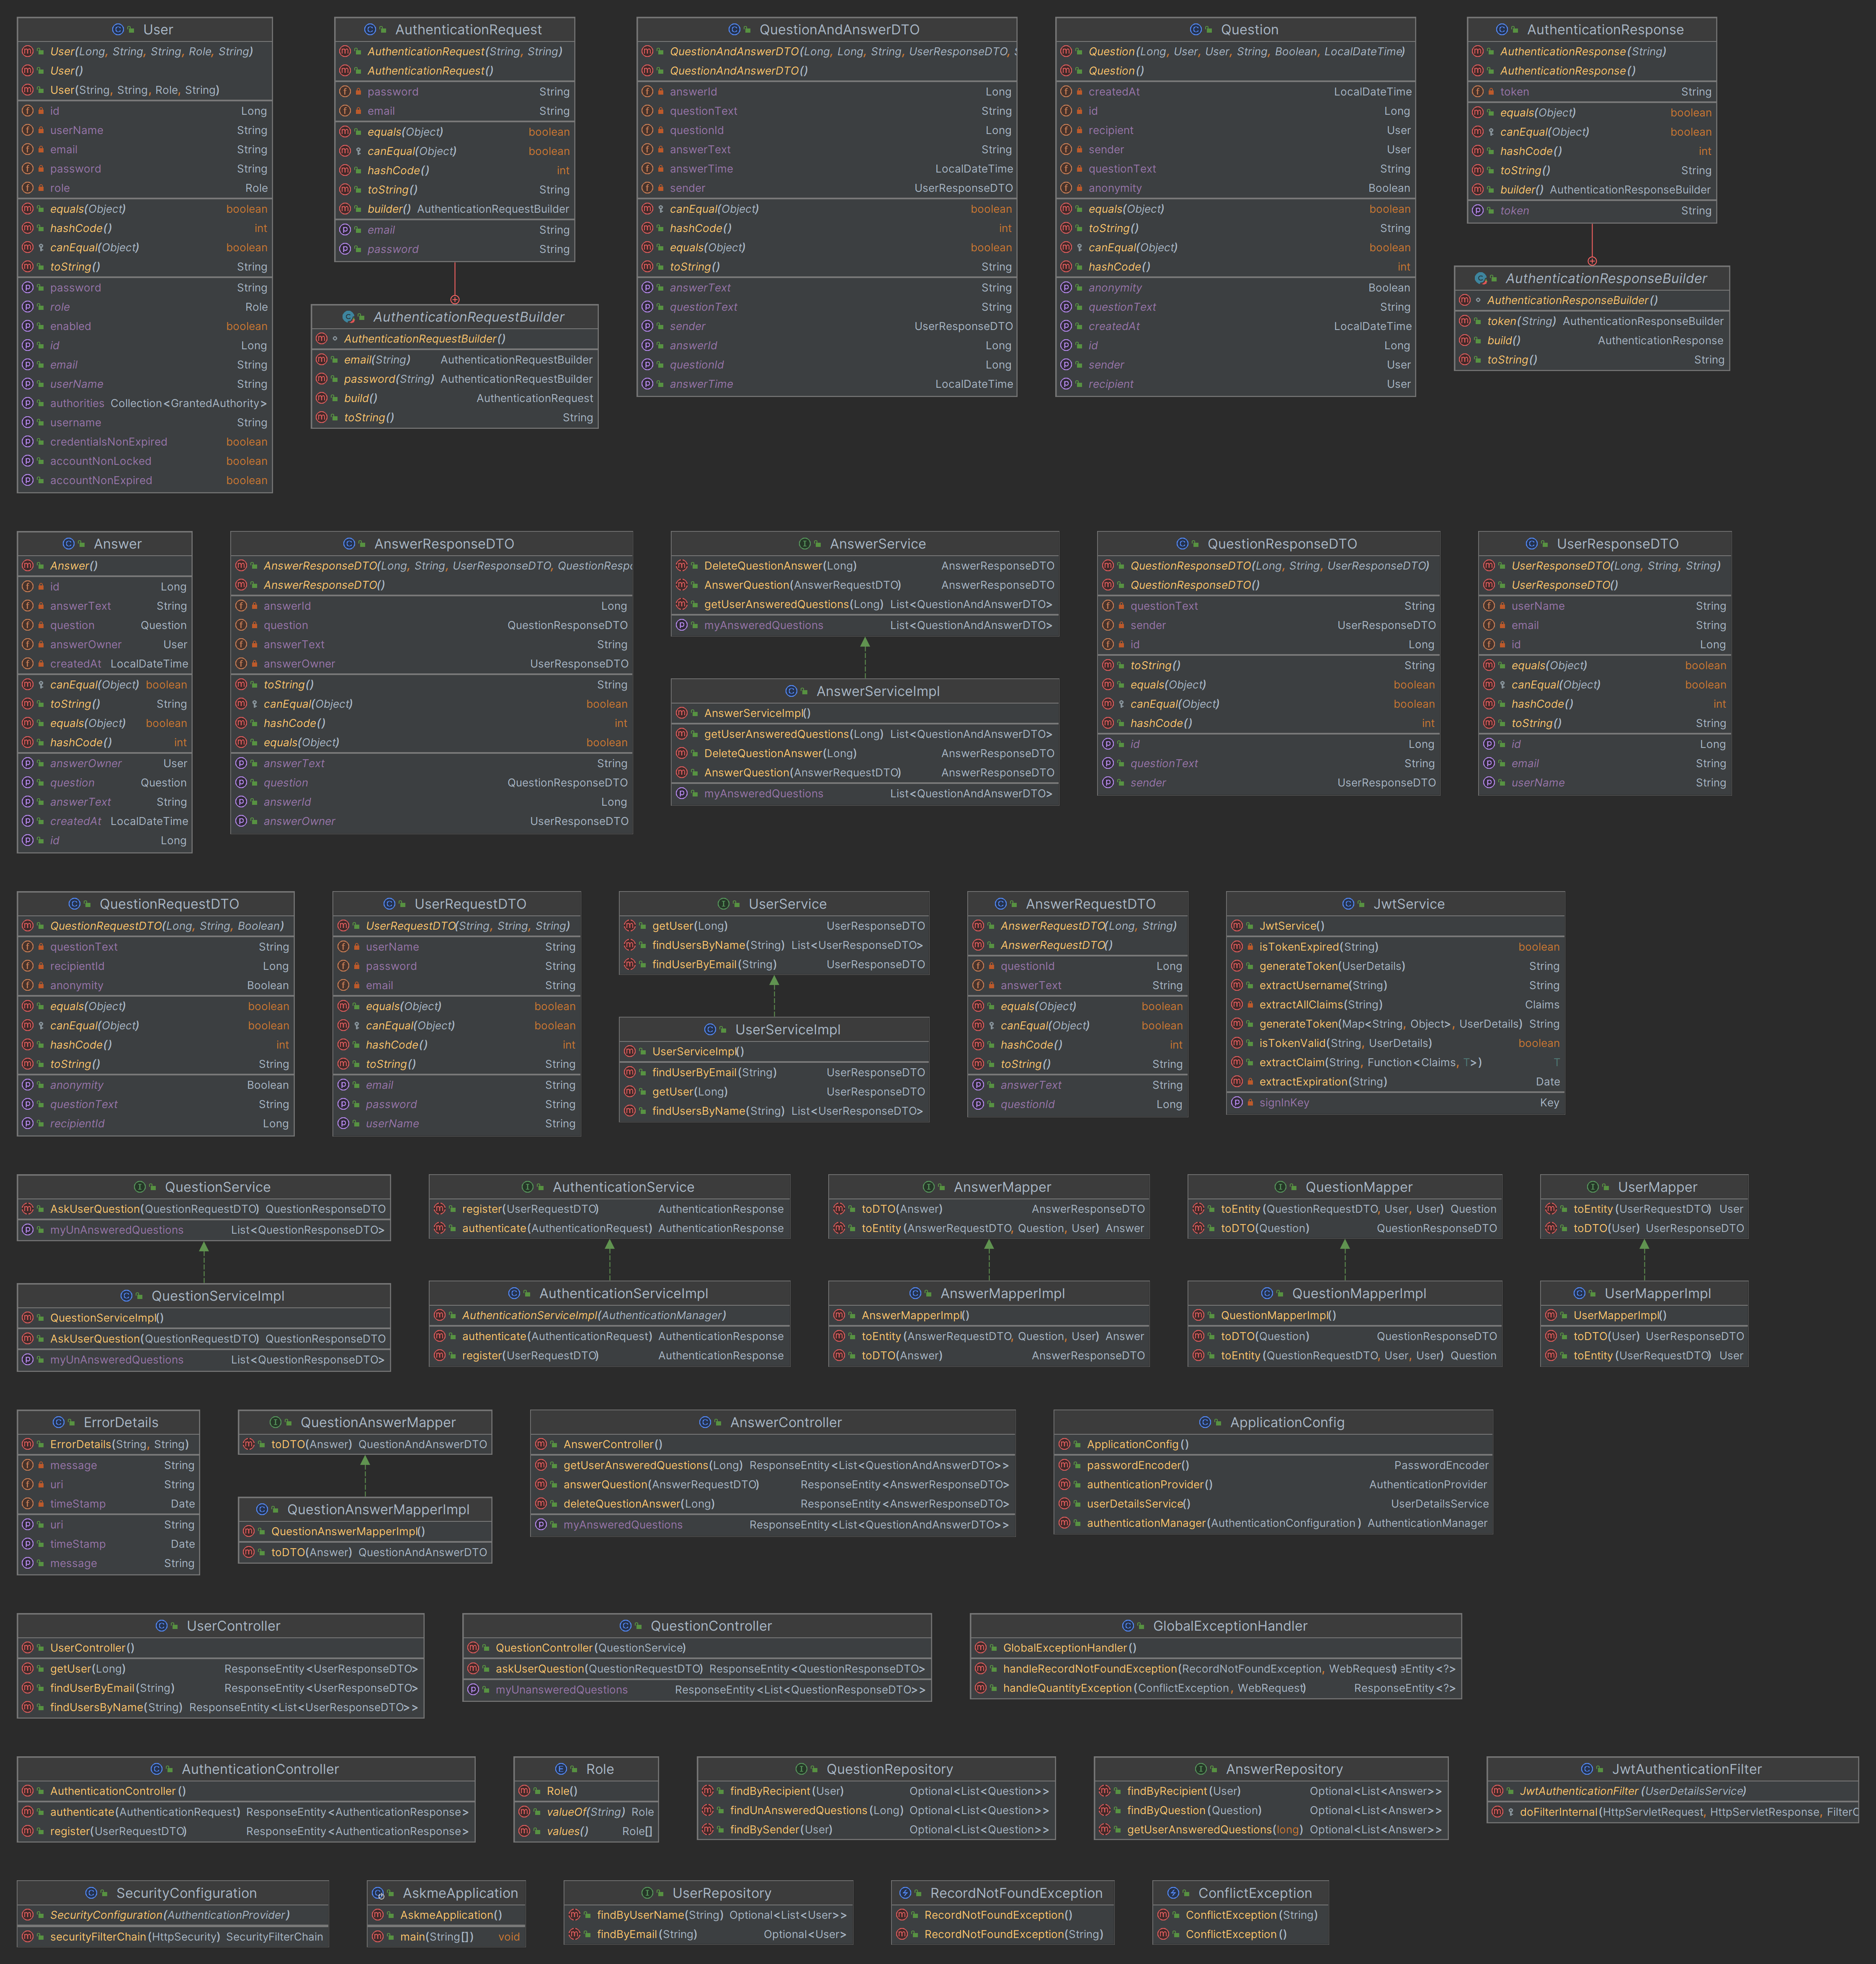 User
User(Long, String, String, Role, String)
User()
User(String, String, Role, String)
id Long
userName String
email String
password String
role Role
equals(Object) boolean
hashCode() int
canEqual(Object) boolean
toString() String
password String
role Role
enabled boolean
id Long
email String
userName String
authorities Collection<GrantedAuthority>
username String
credentialsNonExpired boolean
accountNonLocked boolean
accountNonExpired boolean
AuthenticationRequest
AuthenticationRequest(String, String)
AuthenticationRequest()
password String
email String
equals(Object) boolean
canEqual(Object) boolean
hashCode() int
toString() String
builder() AuthenticationRequestBuilder
email String
password String
AuthenticationRequestBuilder
AuthenticationRequestBuilder()
email(String) AuthenticationRequestBuilder
password(String) AuthenticationRequestBuilder
build() AuthenticationRequest
toString() String
QuestionAndAnswerDTO
QuestionAndAnswerDTO(Long, Long, String, UserResponseDTO,
QuestionAndAnswerDTO()
answerId Long
questionText String
questionId Long
answerText String
answerTime LocalDateTime
sender UserResponseDTO
canEqual(Object) boolean
hashCode() int
equals(Object) boolean
toString() String
answerText String
questionText String
sender UserResponseDTO
answerId Long
questionId Long
answerTime LocalDateTime
Question
Question(Long, User, User, String, Boolean, LocalDateTime)
Question()
createdAt LocalDateTime
id Long
recipient User
sender User
questionText String
anonymity Boolean
equals(Object) boolean
toString() String
canEqual(Object) boolean
hashCode() int
anonymity Boolean
questionText String
createdAt LocalDateTime
id Long
sender User
recipient User
AuthenticationResponse
AuthenticationResponse(String)
AuthenticationResponse()
token String
equals(Object) boolean
canEqual(Object) boolean
hashCode() int
toString() String
builder() AuthenticationResponseBuilder
token String
AuthenticationResponseBuilder
AuthenticationResponseBuilder()
token(String) AuthenticationResponseBuilder
build() AuthenticationResponse
toString() String
Answer
Answer()
id Long
answerText String
question Question
answerOwner User
createdAt LocalDateTime
canEqual(Object) boolean
toString() String
equals(Object) boolean
hashCode() int
answerOwner User
question Question
answerText String
createdAt LocalDateTime
id Long
AnswerResponseDTO
AnswerResponseDTO(Long, String, UserResponseDTO, QuestionRespo
AnswerResponseDTO()
answerId Long
question QuestionResponseDTO
answerText String
answerOwner UserResponseDTO
toString() String
canEqual(Object) boolean
hashCode() int
equals(Object) boolean
answerText String
question QuestionResponseDTO
answerId Long
answerOwner UserResponseDTO
AnswerService
DeleteQuestionAnswer(Long) AnswerResponseDTO
AnswerQuestion(AnswerRequestDTO) AnswerResponseDTO
getUserAnsweredQuestions(Long) List<QuestionAndAnswerDTO>
myAnsweredQuestions List<QuestionAndAnswerDTO>
AnswerServiceImpl
AnswerServiceImpl()
getUserAnsweredQuestions(Long) List<QuestionAndAnswerDTO>
DeleteQuestionAnswer(Long) AnswerResponseDTO
AnswerQuestion(AnswerRequestDTO) AnswerResponseDTO
myAnsweredQuestions List<QuestionAndAnswerDTO>
QuestionResponseDTO
QuestionResponseDTO(Long, String, UserResponseDTO)
QuestionResponseDTO()
questionText String
sender UserResponseDTO
id Long
toString() String
equals(Object) boolean
canEqual(Object) boolean
hashCode() int
id Long
questionText String
sender UserResponseDTO
UserResponseDTO
UserResponseDTO(Long, String, String)
UserResponseDTO()
userName String
email String
id Long
equals(Object) boolean
canEqual(Object) boolean
hashCode() int
toString() String
id Long
email String
userName String
QuestionRequestDTO
QuestionRequestDTO(Long, String, Boolean)
questionText String
recipientId Long
anonymity Boolean
equals(Object) boolean
canEqual(Object) boolean
hashCode() int
toString() String
anonymity Boolean
questionText String
recipientId Long
UserRequestDTO
UserRequestDTO(String, String, String)
userName String
password String
email String
equals(Object) boolean
canEqual(Object) boolean
hashCode() int
toString() String
email String
password String
userName String
UserService
getUser(Long) UserResponseDTO
findUsersByName(String) List<UserResponseDTO>
findUserByEmail(String) UserResponseDTO
UserServiceImpl
UserServiceImpl()
findUserByEmail(String) UserResponseDTO
getUser(Long) UserResponseDTO
findUsersByName(String) List<UserResponseDTO>
AnswerRequestDTO
AnswerRequestDTO(Long, String)
AnswerRequestDTO()
questionId Long
answerText String
equals(Object) boolean
canEqual(Object) boolean
hashCode() int
toString() String
answerText String
questionId Long
JwtService
JwtService()
isTokenExpired(String) boolean
generateToken(UserDetails) String
extractUsername(String) String
extractAllClaims(String) Claims
generateToken(Map<String, Object>, UserDetails) String
isTokenValid(String, UserDetails) boolean
extractClaim(String, Function<Claims, T>) T
extractExpiration(String) Date
signInKey Key
QuestionService
AskUserQuestion(QuestionRequestDTO) QuestionResponseDTO
myUnAnsweredQuestions List<QuestionResponseDTO>
QuestionServiceImpl
QuestionServiceImpl()
AskUserQuestion(QuestionRequestDTO) QuestionResponseDTO
myUnAnsweredQuestions List<QuestionResponseDTO>
AuthenticationService
register(UserRequestDTO) AuthenticationResponse
authenticate(AuthenticationRequest) AuthenticationResponse
AuthenticationServiceImpl
AuthenticationServiceImpl(AuthenticationManager)
authenticate(AuthenticationRequest) AuthenticationResponse
register(UserRequestDTO) AuthenticationResponse
AnswerMapper
toDTO(Answer) AnswerResponseDTO
toEntity(AnswerRequestDTO, Question, User) Answer
AnswerMapperImpl
AnswerMapperImpl()
toEntity(AnswerRequestDTO, Question, User) Answer
toDTO(Answer) AnswerResponseDTO
QuestionMapper
toEntity(QuestionRequestDTO, User, User) Question
toDTO(Question) QuestionResponseDTO
QuestionMapperImpl
QuestionMapperImpl()
toDTO(Question) QuestionResponseDTO
toEntity(QuestionRequestDTO, User, User) Question
UserMapper
toEntity(UserRequestDTO) User
toDTO(User) UserResponseDTO
UserMapperImpl
UserMapperImpl()
toDTO(User) UserResponseDTO
toEntity(UserRequestDTO) User
ErrorDetails
ErrorDetails(String, String)
message String
uri String
timeStamp Date
uri String
timeStamp Date
message String
QuestionAnswerMapper
toDTO(Answer) QuestionAndAnswerDTO
QuestionAnswerMapperImpl
QuestionAnswerMapperImpl()
toDTO(Answer) QuestionAndAnswerDTO
AnswerController
AnswerController()
getUserAnsweredQuestions(Long) ResponseEntity<List<QuestionAndAnswerDTO>>
answerQuestion(AnswerRequestDTO) ResponseEntity<AnswerResponseDTO>
deleteQuestionAnswer(Long) ResponseEntity<AnswerResponseDTO>
myAnsweredQuestions ResponseEntity<List<QuestionAndAnswerDTO>>
ApplicationConfig
ApplicationConfig()
passwordEncoder() PasswordEncoder
authenticationProvider() AuthenticationProvider
userDetailsService() UserDetailsService
authenticationManager(AuthenticationConfiguration) AuthenticationManager
UserController
UserController()
getUser(Long) ResponseEntity<UserResponseDTO>
findUserByEmail(String) ResponseEntity<UserResponseDTO>
findUsersByName(String) ResponseEntity<List<UserResponseDTO>>
QuestionController
QuestionController(QuestionService)
askUserQuestion(QuestionRequestDTO) ResponseEntity<QuestionResponseDTO>
myUnansweredQuestions ResponseEntity<List<QuestionResponseDTO>>
GlobalExceptionHandler
GlobalExceptionHandler()
handleRecordNotFoundException(RecordNotFoundException, WebRequest) eEntity<?>
handleQuantityException(ConflictException, WebRequest) ResponseEntity<?>
AuthenticationController
AuthenticationController()
authenticate(AuthenticationRequest) ResponseEntity<AuthenticationResponse>
register(UserRequestDTO) ResponseEntity<AuthenticationResponse>
Role
Role()
valueOf(String) Role
values() Role[]
QuestionRepository
findByRecipient(User) Optional<List<Question>>
findUnAnsweredQuestions(Long) Optional<List<Question>>
findBySender(User) Optional<List<Question>>
AnswerRepository
findByRecipient(User) Optional<List<Answer>>
findByQuestion(Question) Optional<List<Answer>>
getUserAnsweredQuestions(long) Optional<List<Answer>>
JwtAuthenticationFilter
JwtAuthenticationFilter(UserDetailsService)
doFilterInternal(HttpServletRequest, HttpServletResponse, FilterC
SecurityConfiguration
SecurityConfiguration(AuthenticationProvider)
securityFilterChain(HttpSecurity) SecurityFilterChain
AskmeApplication
AskmeApplication()
main(String[]) void
UserRepository
findByUserName(String) Optional<List<User>>
findByEmail(String) Optional<User>
RecordNotFoundException
RecordNotFoundException()
RecordNotFoundException(String)
ConflictException
ConflictException(String)
ConflictException()